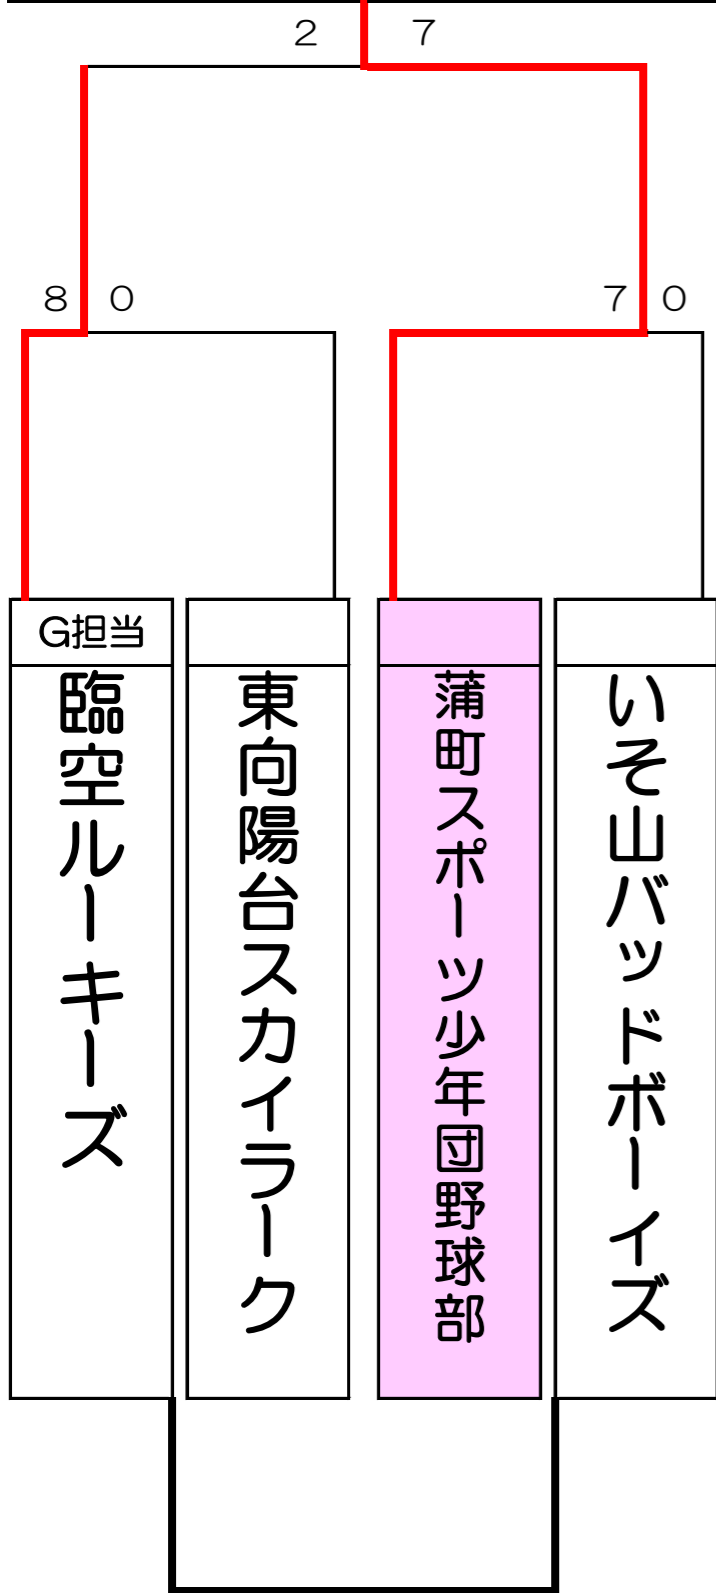 ２ ７
８ ０
７ ０
G担当
臨空ルーキーズ
東向陽台スカイラーク
蒲町スポーツ少年団野球部
いそ山バッドボーイズ